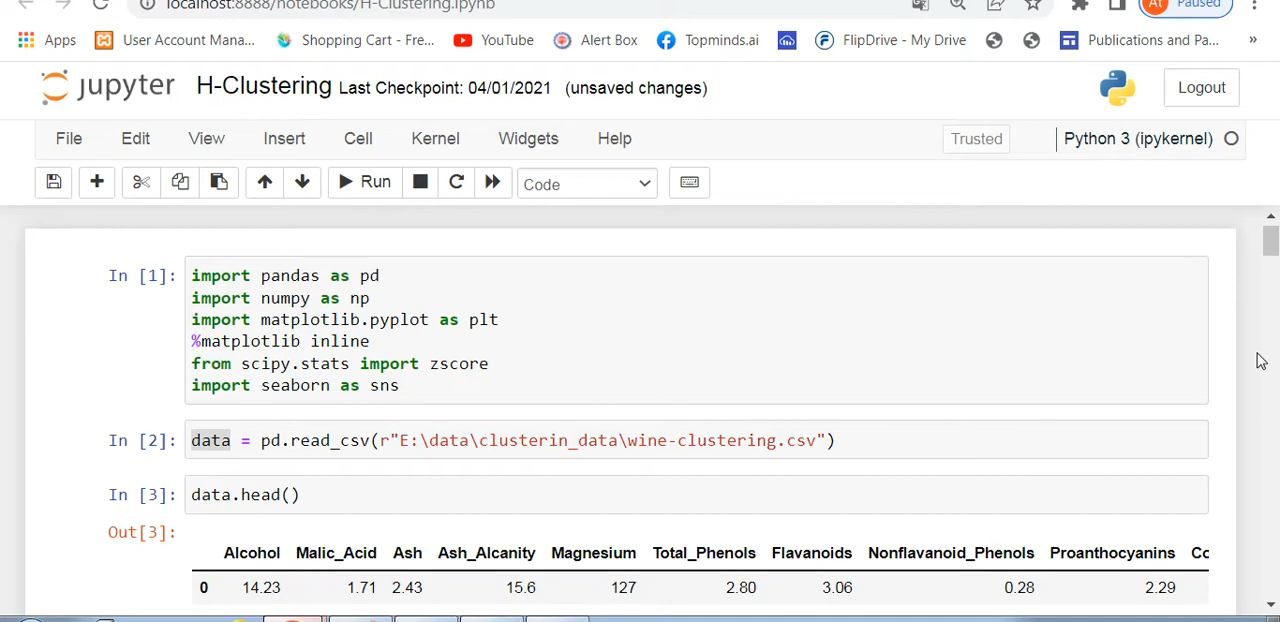 localhost:8888/notebooks/H-Clustering.ipynb At Paused
Apps User Account Mana... Shopping Cart - Fre... YouTube Alert Box Topminds.ai FlipDrive - My Drive Publications and Pa... »
jupyter H-Clustering Last Checkpoint: 04/01/2021 (unsaved changes) Logout
File Edit View Insert Cell Kernel Widgets Help Trusted Python 3 (ipykernel)
Run Code
In [1]: import pandas as pd
import numpy as np
import matplotlib.pyplot as plt
%matplotlib inline
from scipy.stats import zscore
import seaborn as sns
In [2]: data = pd.read_csv(r"E:\data\clusterin_data\wine-clustering.csv")
In [3]: data.head()
Out[3]:
Alcohol Malic_Acid Ash Ash_Alcanity Magnesium Total_Phenols Flavanoids Nonflavanoid_Phenols Proanthocyanins Co
0 14.23 1.71 2.43 15.6 127 2.80 3.06 0.28 2.29